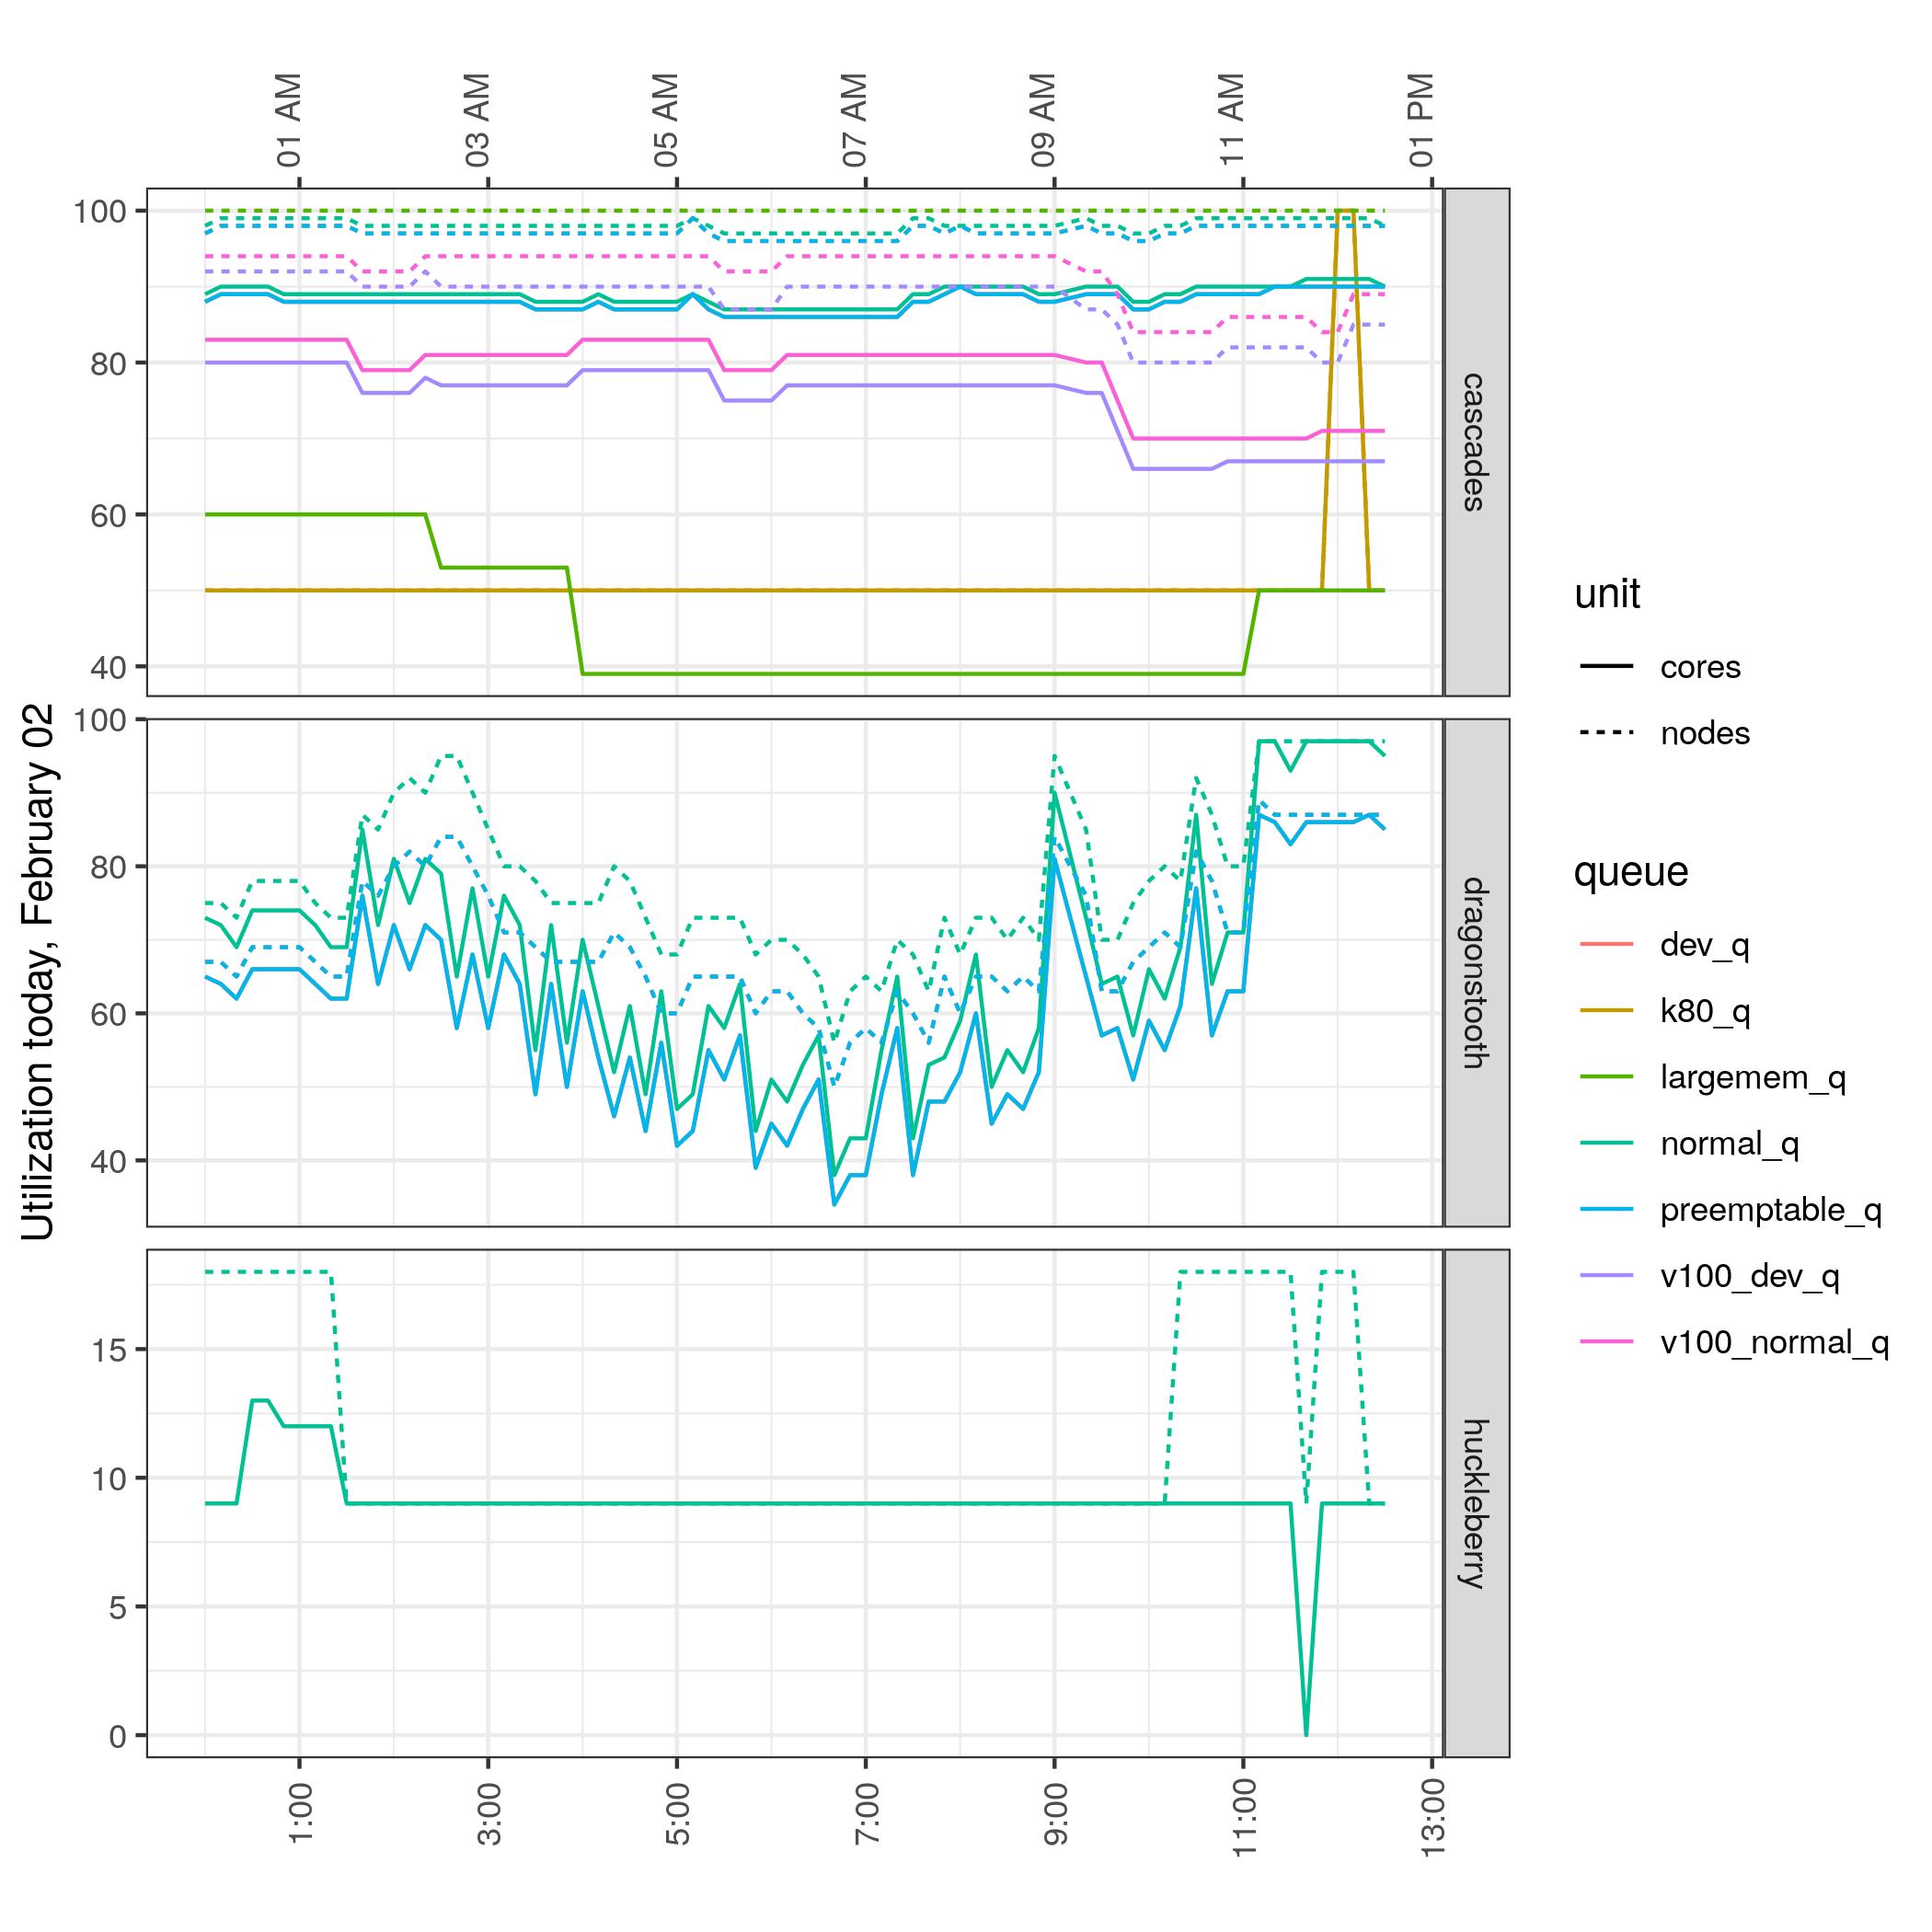 01 AM
03 AM
05 AM
07 AM
09 AM
11 AM
01 PM
Utilization today, February 02
100
80
60
40
cascades
100
80
60
40
dragonstooth
15
10
5
0
huckleberry
1:00
3:00
5:00
7:00
9:00
11:00
13:00
unit
cores
nodes
queue
dev_q
k80_q
largemem_q
normal_q
preemptable_q
v100_dev_q
v100_normal_q